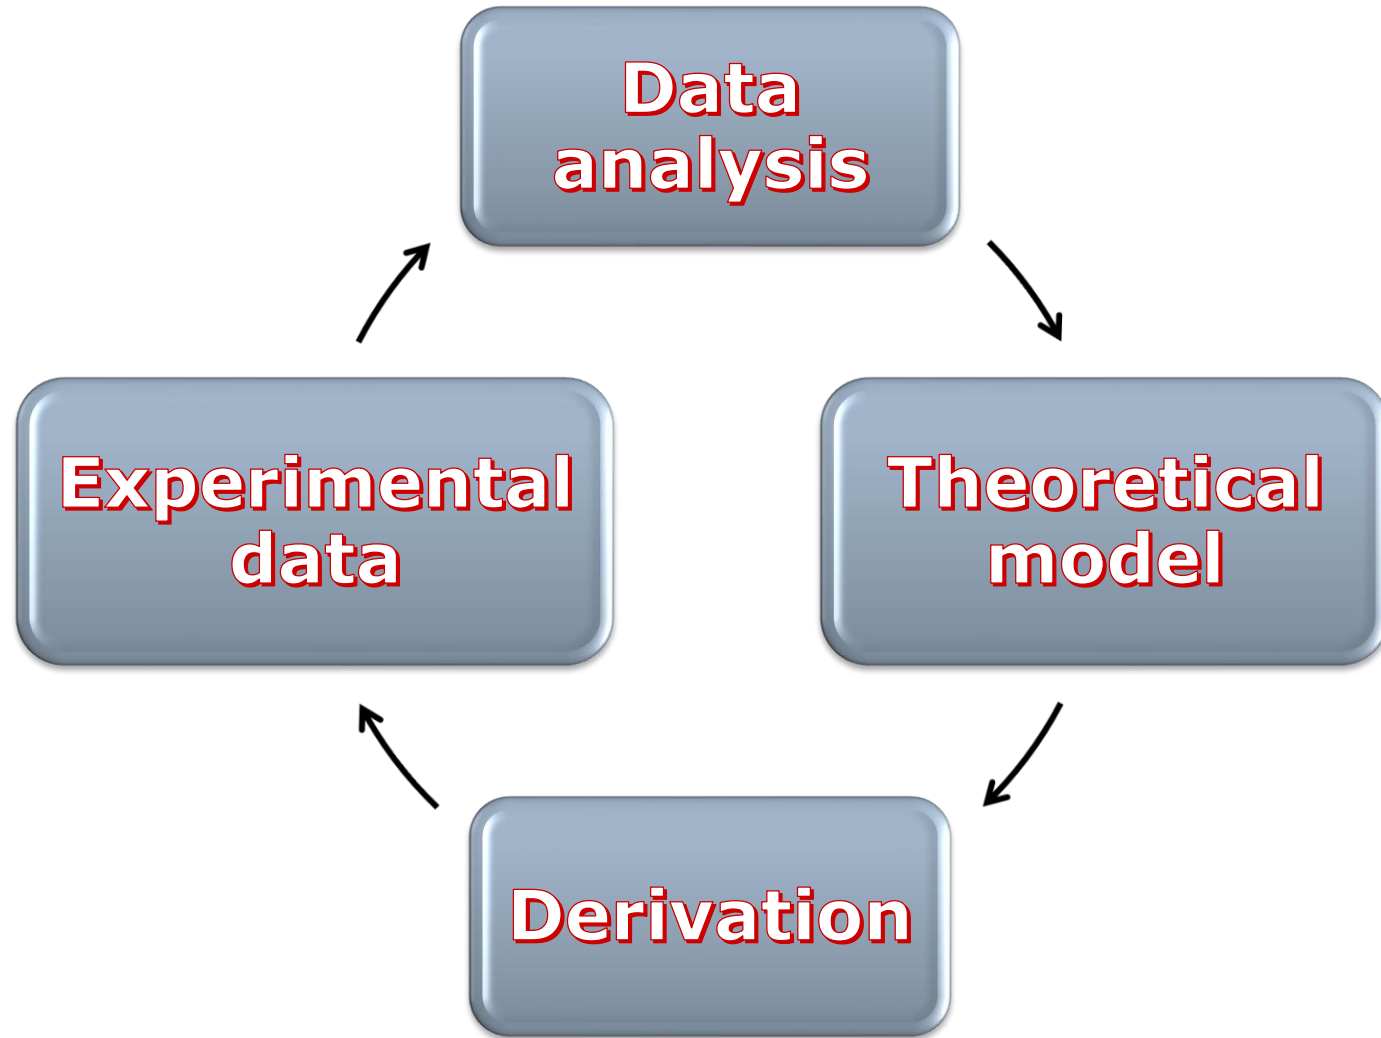 Data
analysis
Experimental
data
Theoretical
model
Derivation